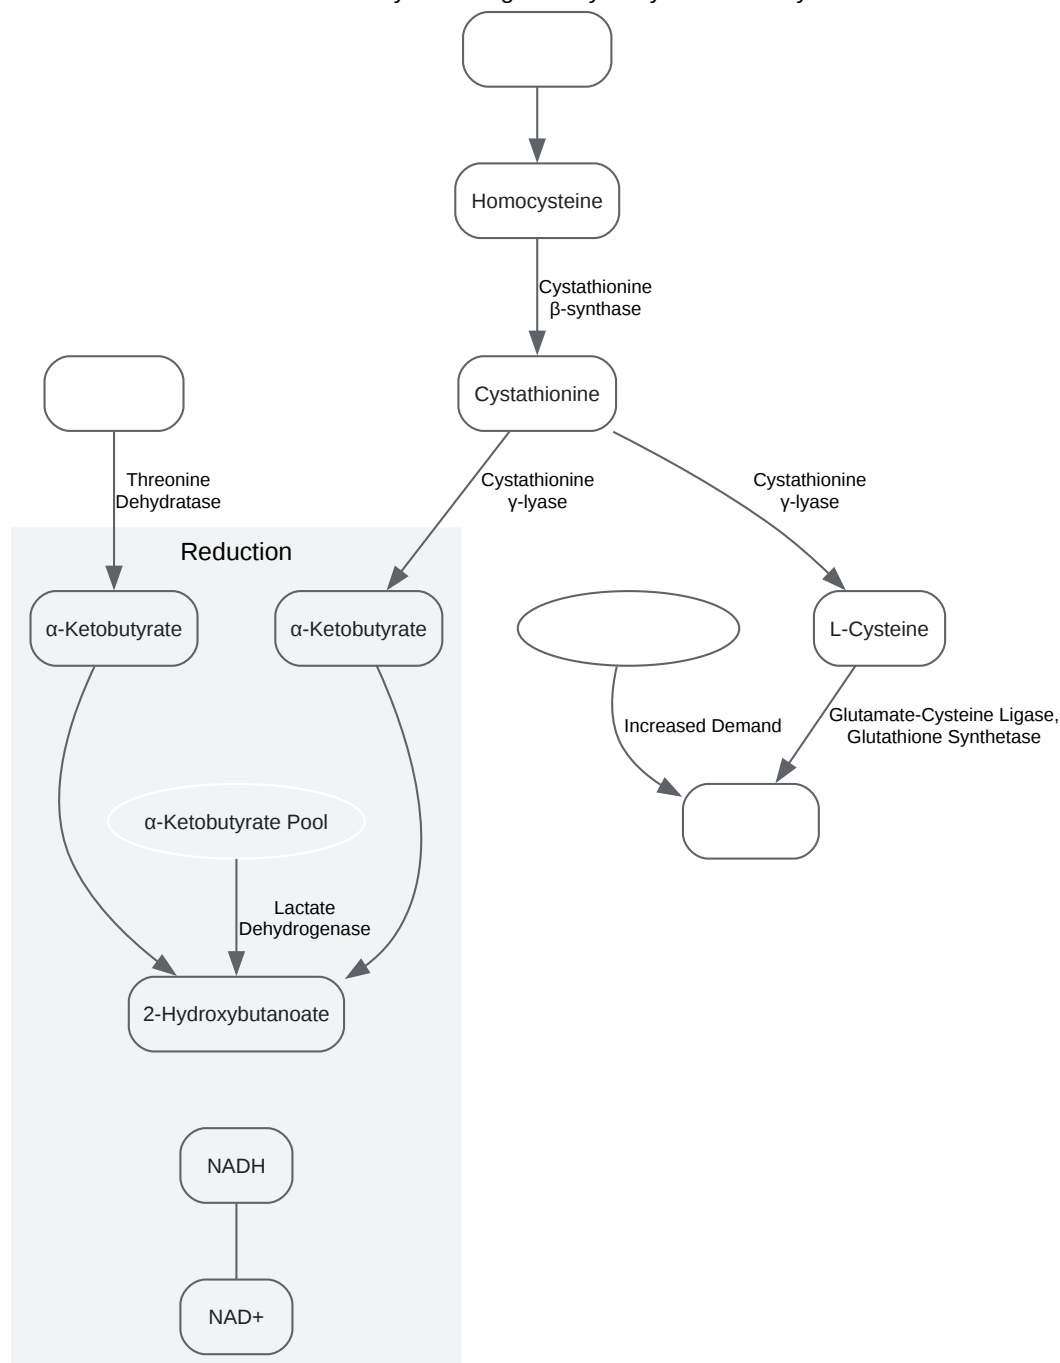 Homocysteine
Cystathionine
β-synthase
Cystathionine
Threonine
Dehydratase
Cystathionine
γ-lyase
Cystathionine
γ-lyase
Reduction
α-Ketobutyrate
α-Ketobutyrate
L-Cysteine
Increased Demand
Glutamate-Cysteine Ligase,
Glutathione Synthetase
α-Ketobutyrate Pool
Lactate
Dehydrogenase
2-Hydroxybutanoate
NADH
NAD+